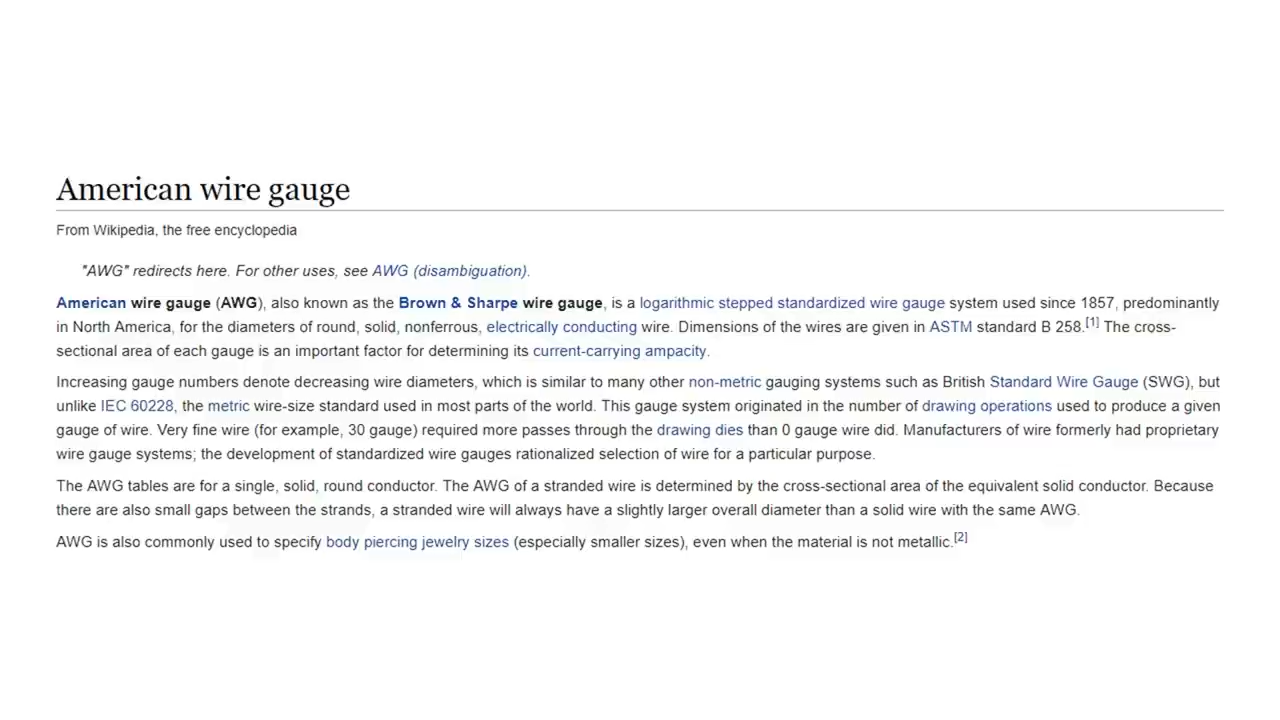 American wire gauge
From Wikipedia, the free encyclopedia
"AWG" redirects here. For other uses, see AWG (disambiguation).
American wire gauge (AWG), also known as the Brown & Sharpe wire gauge, is a logarithmic stepped standardized wire gauge system used since 1857, predominantly
in North America, for the diameters of round, solid, nonferrous, electrically conducting wire. Dimensions of the wires are given in ASTM standard B 258.[1] The cross-
sectional area of each gauge is an important factor for determining its current-carrying ampacity.
Increasing gauge numbers denote decreasing wire diameters, which is similar to many other non-metric gauging systems such as British Standard Wire Gauge (SWG), but
unlike IEC 60228, the metric wire-size standard used in most parts of the world. This gauge system originated in the number of drawing operations used to produce a given
gauge of wire. Very fine wire (for example, 30 gauge) required more passes through the drawing dies than 0 gauge wire did. Manufacturers of wire formerly had proprietary
wire gauge systems; the development of standardized wire gauges rationalized selection of wire for a particular purpose.
The AWG tables are for a single, solid, round conductor. The AWG of a stranded wire is determined by the cross-sectional area of the equivalent solid conductor. Because
there are also small gaps between the strands, a stranded wire will always have a slightly larger overall diameter than a solid wire with the same AWG.
AWG is also commonly used to specify body piercing jewelry sizes (especially smaller sizes), even when the material is not metallic.[2]